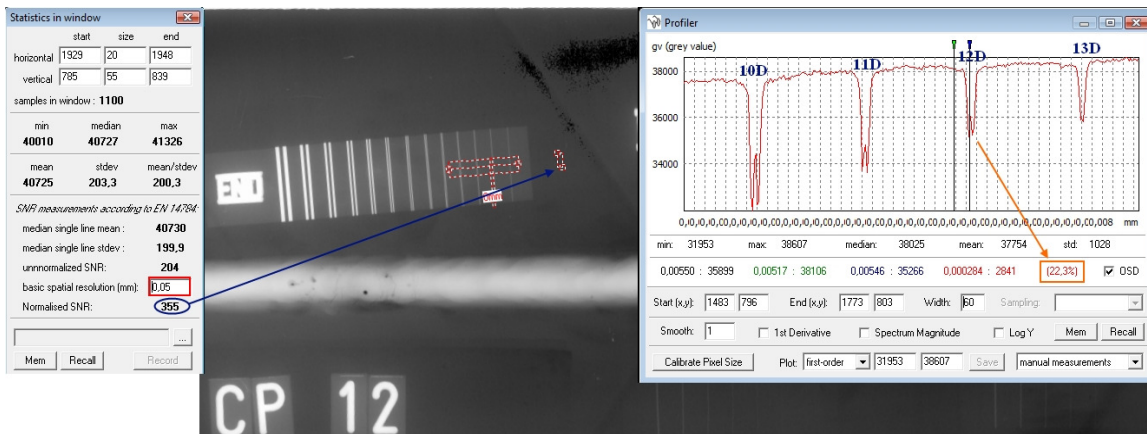 Statistics in window
start size end
horizontal 1929 20 1948
vertical 785 55 839
samples in window : 1100
min median max
40010 40727 41326
mean stdev mean/stdev
40725 203,3 200,3
SNR measurements according to EN 14784:
median single line mean : 40730
median single line stdev : 199,9
unnormalized SNR: 204
basic spatial resolution (mm): 0,05
Normalised SNR: 355
...
Mem Recall Record
CP 12
Profiler
gv (grey value)
10D 11D 12D 13D
38000
36000
34000
mm
min: 31953 max: 38607 median: 38025 mean: 37754 std: 1028
0,00550 : 35899 0,00517 : 38106 0,00546 : 35266 0,000284 : 2841 (22,3%) OSD
Start (x,y): 1483 796 End (x,y): 1773 803 Width: 60 Sampling:
Smooth: 1 1st Derivative Spectrum Magnitude Log Y Mem Recall
Calibrate Pixel Size Plot: first-order 31953 38607 Save manual measurements